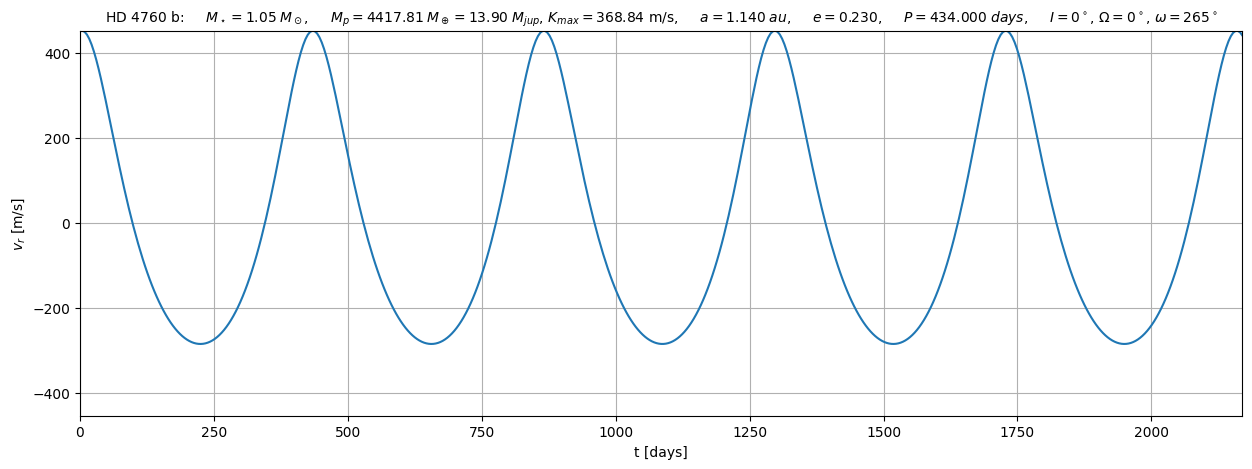 HD 4760 b: M⋆ = 1.05 M⊙, Mp = 4417.81 M⊕ = 13.90 Mjup, Kmax = 368.84 m/s, a = 1.140 au, e = 0.230, P = 434.000 days, I = 0°, Ω = 0°, ω = 265°
400
200
0
−200
−400
vr [m/s]
0 250 500 750 1000 1250 1500 1750 2000
t [days]